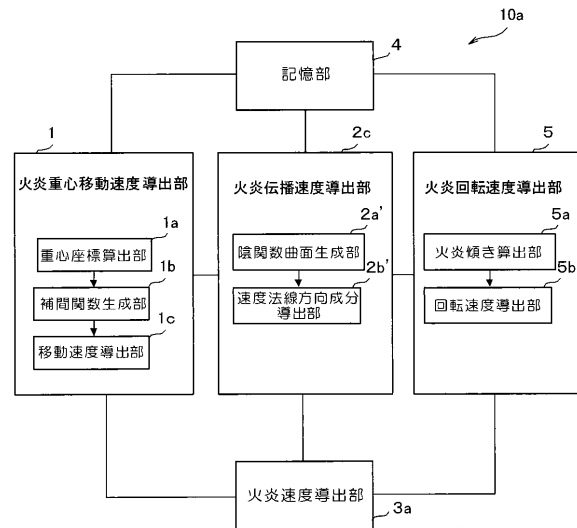 10a
4
記憶部
1
火炎重心移動速度導出部
1a
重心座標算出部
1b
補間関数生成部
1c
移動速度導出部
2c
火炎伝播速度導出部
2a'
陰関数曲面生成部
2b'
速度法線方向成分
導出部
5
火炎回転速度導出部
5a
火炎傾き算出部
5b
回転速度導出部
火炎速度導出部
3a